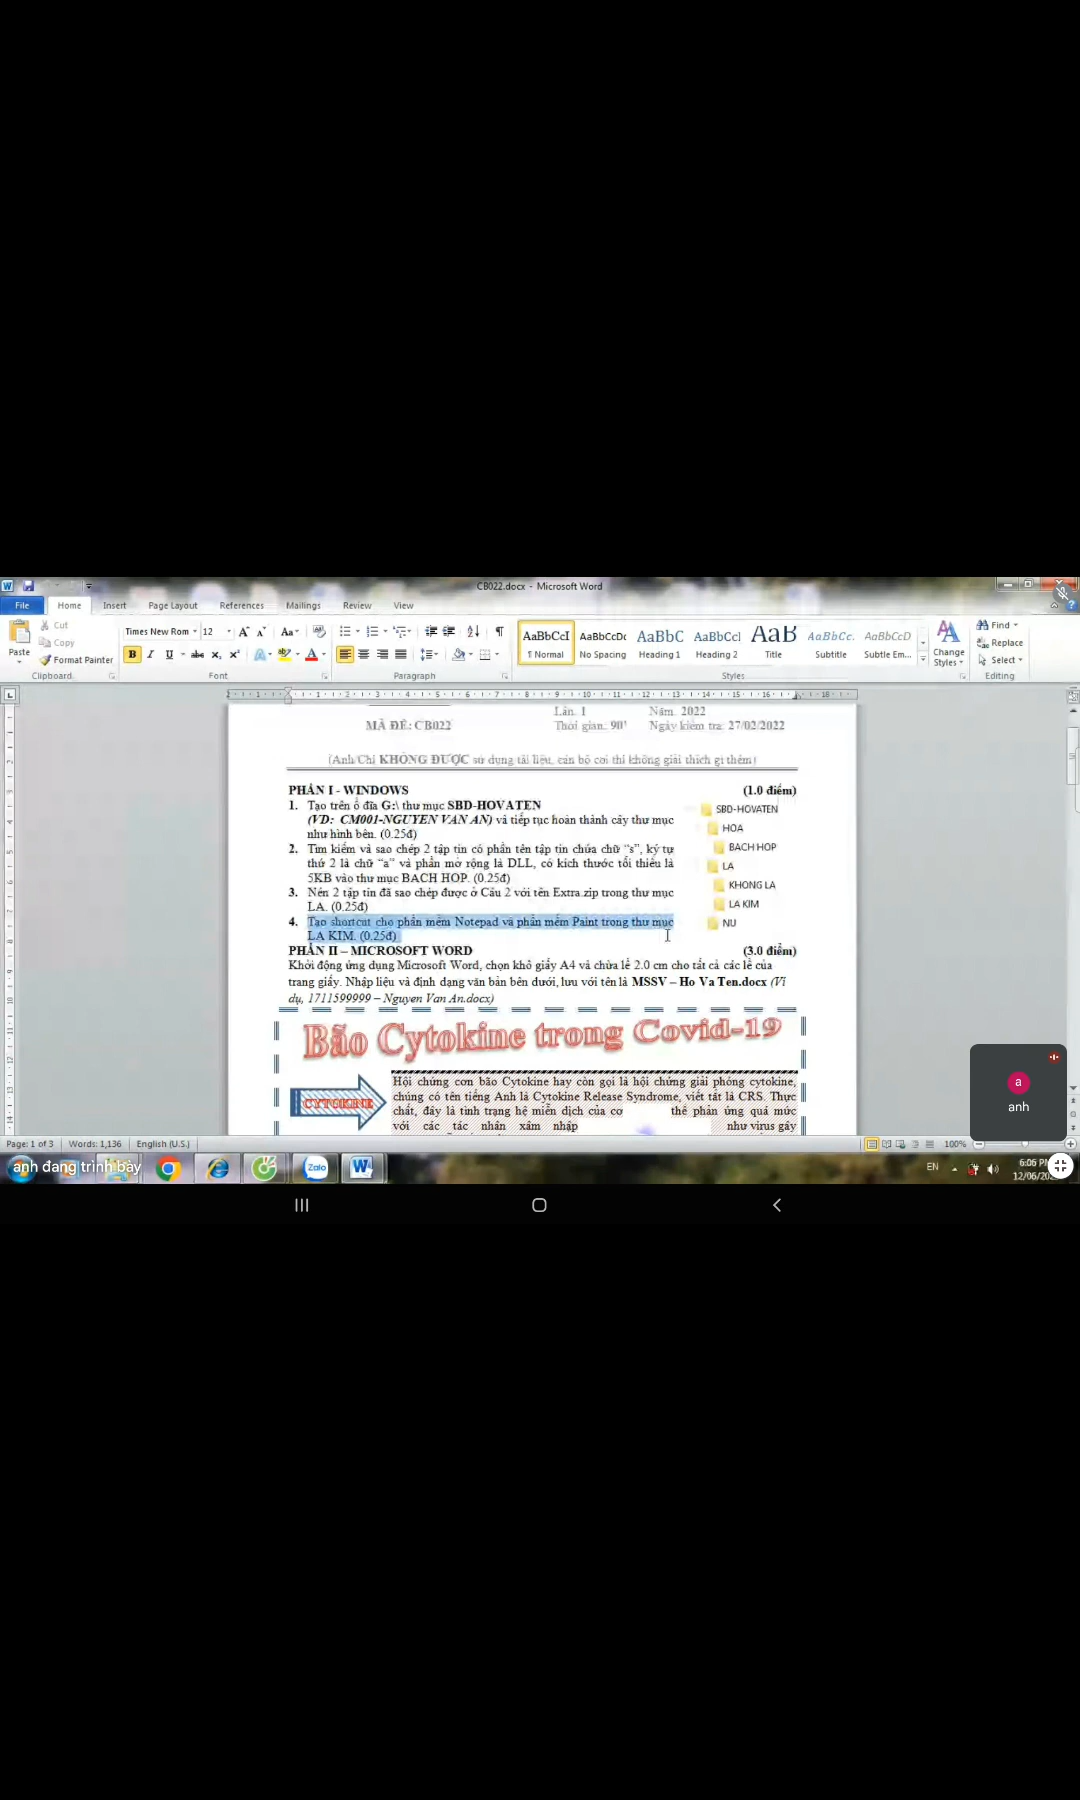 CB022.docx - Microsoft Word
File Home Insert Page Layout References Mailings Review View
Paste Cut Copy Format Painter
Times New Rom 12
AaBbCcI AaBbCcDc AaBbC AaBbCcI AaB AaBbCc. AaBbCcD
¶ Normal No Spacing Heading 1 Heading 2 Title Subtitle Subtle Em...
Change Styles
Find Replace Select
Clipboard Font Paragraph Styles Editing
Lần. 1 Năm. 2022
MÃ ĐỀ: CB022 Thời gian: 90' Ngày kiểm tra: 27/02/2022
(Anh/Chị KHÔNG ĐƯỢC sử dụng tài liệu, cán bộ coi thi không giải thích gì thêm)
PHẦN I - WINDOWS (1.0 điểm)
1. Tạo trên ổ đĩa G:\ thư mục SBD-HOVATEN
(VD: CM001-NGUYEN VAN AN) và tiếp tục hoàn thành cây thư mục
như hình bên. (0.25đ)
2. Tìm kiếm và sao chép 2 tập tin có phần tên tập tin chứa chữ "s", ký tự
thứ 2 là chữ "a" và phần mở rộng là DLL, có kích thước tối thiểu là
5KB vào thư mục BACH HOP. (0.25đ)
3. Nén 2 tập tin đã sao chép được ở Câu 2 với tên Extra.zip trong thư mục
LA. (0.25đ)
4. Tạo shortcut cho phần mềm Notepad và phần mềm Paint trong thư mục
LA KIM. (0.25đ)
SBD-HOVATEN
HOA
BACH HOP
LA
KHONG LA
LA KIM
NU
PHẦN II – MICROSOFT WORD (3.0 điểm)
Khởi động ứng dụng Microsoft Word, chọn khổ giấy A4 và chừa lề 2.0 cm cho tất cả các lề của
trang giấy. Nhập liệu và định dạng văn bản bên dưới, lưu với tên là MSSV – Ho Va Ten.docx (Ví
dụ, 1711599999 – Nguyen Van An.docx)
Bão Cytokine trong Covid-19
CYTOKINE
Hội chứng cơn bão Cytokine hay còn gọi là hội chứng giải phóng cytokine,
chúng có tên tiếng Anh là Cytokine Release Syndrome, viết tắt là CRS. Thực
chất, đây là tình trạng hệ miễn dịch của cơ thể phản ứng quá mức
với các tác nhân xâm nhập như virus gây
a
anh
Page: 1 of 3 Words: 1,136 English (U.S.) 100%
anh đang trình bày
Zalo
EN
6:06
12/06/